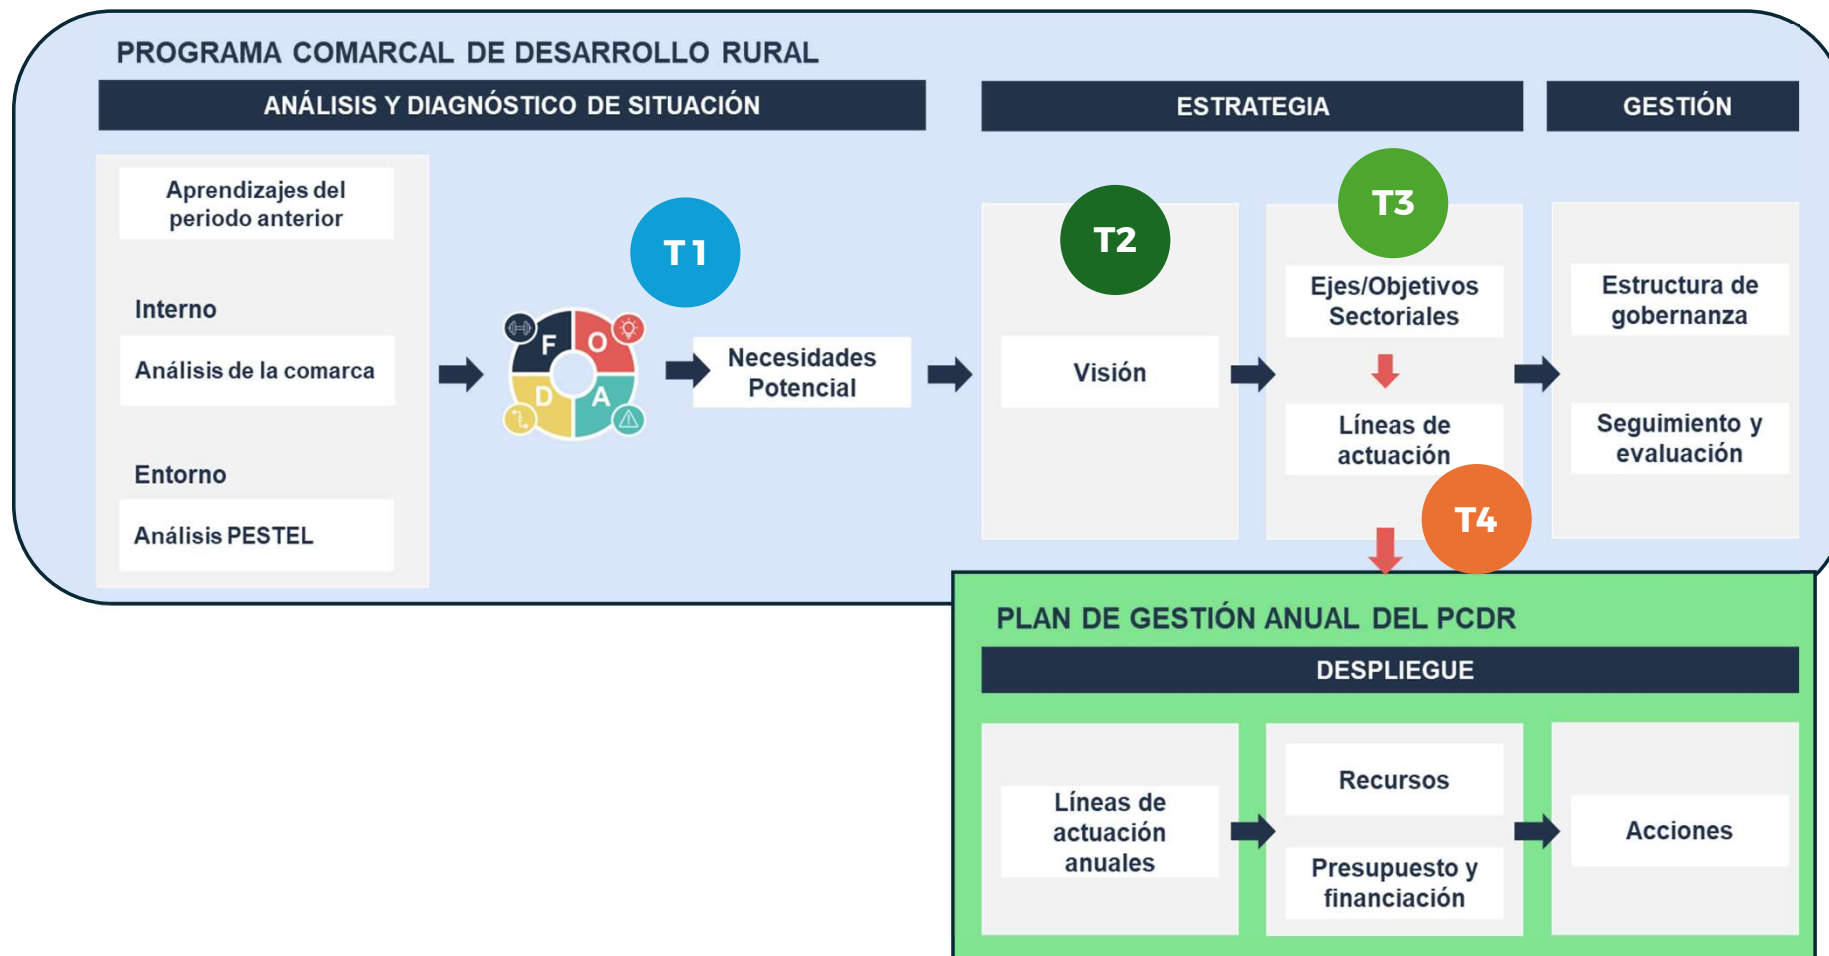 PROGRAMA COMARCAL DE DESARROLLO RURAL
ANÁLISIS Y DIAGNÓSTICO DE SITUACIÓN
Aprendizajes del
periodo anterior
Interno
Análisis de la comarca
Entorno
Análisis PESTEL
F
O
D
A
T1
Necesidades
Potencial
ESTRATEGIA
T2
Visión
T3
Ejes/Objetivos
Sectoriales
Líneas de
actuación
T4
GESTIÓN
Estructura de
gobernanza
Seguimiento y
evaluación
PLAN DE GESTIÓN ANUAL DEL PCDR
DESPLIEGUE
Líneas de
actuación
anuales
Recursos
Presupuesto y
financiación
Acciones